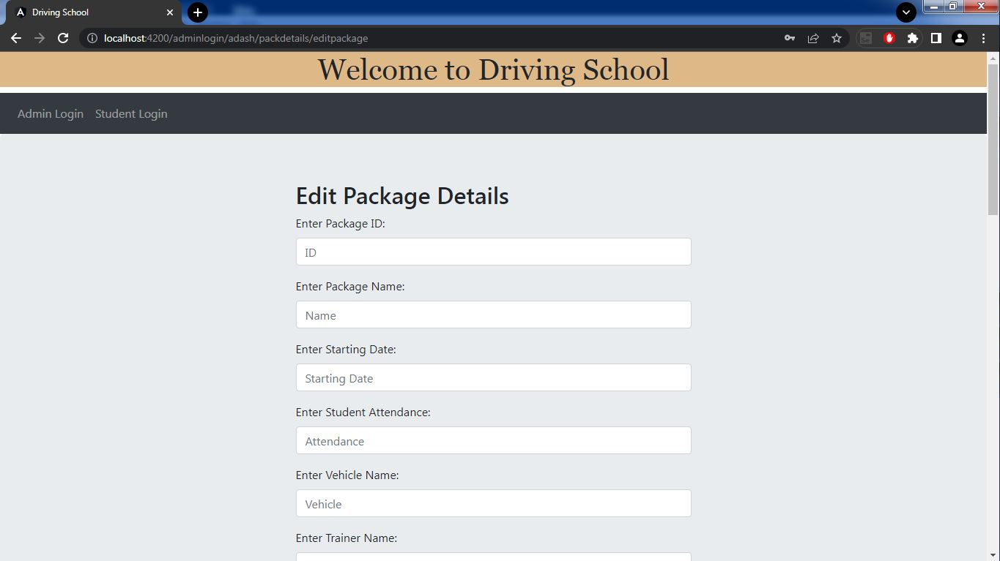 Driving School
localhost:4200/adminlogin/adash/packdetails/editpackage
Welcome to Driving School
Admin Login Student Login
Edit Package Details
Enter Package ID:
ID
Enter Package Name:
Name
Enter Starting Date:
Starting Date
Enter Student Attendance:
Attendance
Enter Vehicle Name:
Vehicle
Enter Trainer Name: